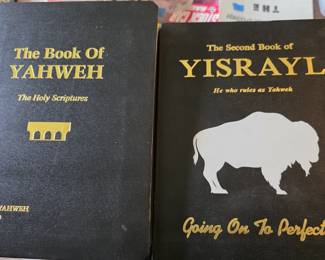 The Book Of
YAHWEH
The Holy Scriptures
YAHWEH
The Second Book of
YISRAYL
He who rules as Yahweh
Going On To Perfect